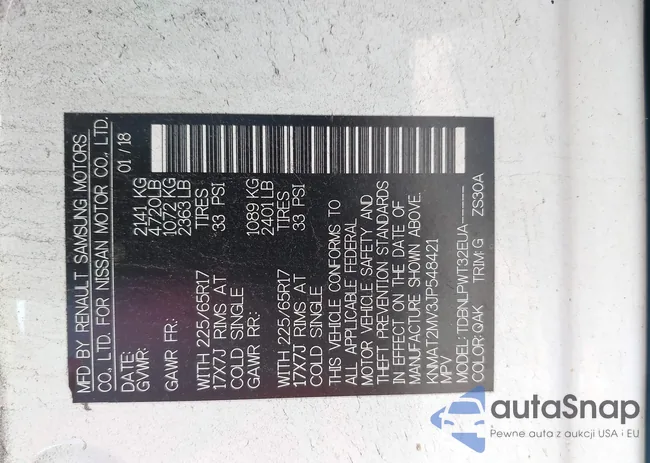 MFD BY RENAULT SAMSUNG MOTORS
CO., LTD. FOR NISSAN MOTOR CO., LTD.
DATE: 01/18
GVWR: 2141 KG
4720LB
GAWR FR: 1072 KG
2363 LB
WITH 225/65R17 TIRES
17X7J RIMS AT 33 PSI
COLD SINGLE
GAWR RR: 1089 KG
2401LB
WITH 225/65R17 TIRES
17X7J RIMS AT 33 PSI
COLD SINGLE
THIS VEHICLE CONFORMS TO
ALL APPLICABLE FEDERAL
MOTOR VEHICLE SAFETY AND
THEFT PREVENTION STANDARDS
IN EFFECT ON THE DATE OF
MANUFACTURE SHOWN ABOVE.
KNMAT2MV3JP548421
MPV
MODEL: TDBNLPWT32EUA-----
COLOR:QAK TRIM:G ZS30A
autaSnap
Pewne auta z aukcji USA i EU